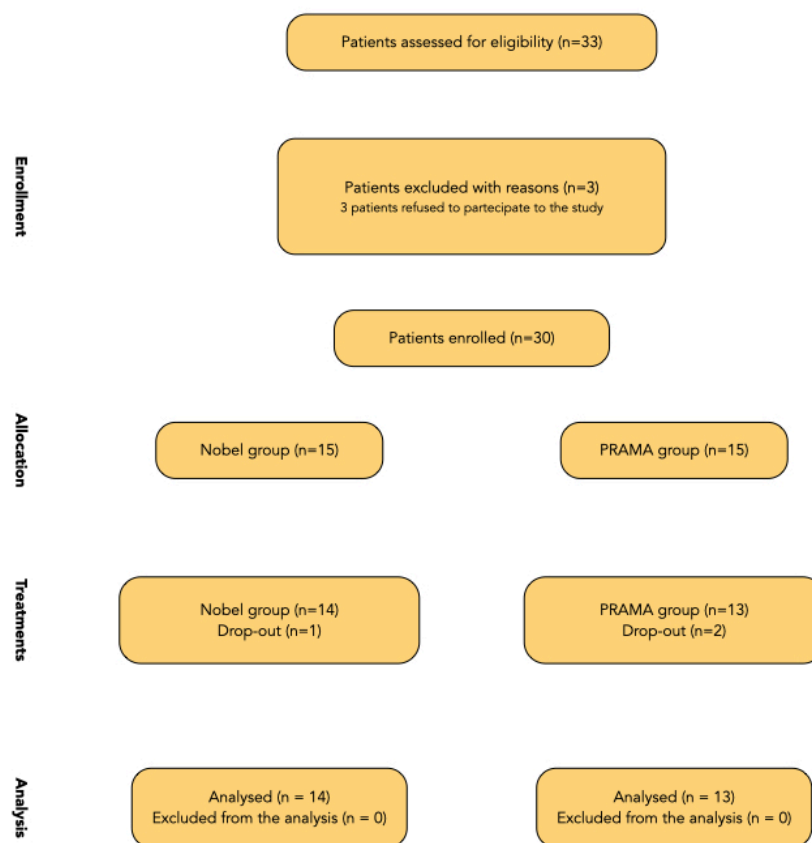 Patients assessed for eligibility (n=33)
Enrollment
Patients excluded with reasons (n=3)
3 patients refused to partecipate to the study
Patients enrolled (n=30)
Allocation
Nobel group (n=15)
PRAMA group (n=15)
Treatments
Nobel group (n=14)
Drop-out (n=1)
PRAMA group (n=13)
Drop-out (n=2)
Analysis
Analysed (n = 14)
Excluded from the analysis (n = 0)
Analysed (n = 13)
Excluded from the analysis (n = 0)